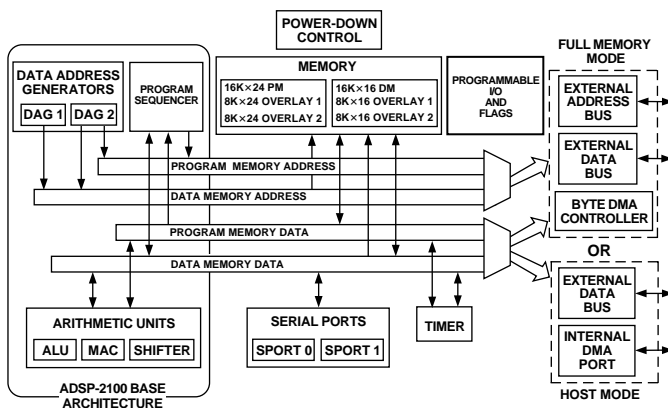 POWER-DOWN
CONTROL
FULL MEMORY
MODE
DATA ADDRESS
GENERATORS
DAG 1
DAG 2
PROGRAM
SEQUENCER
MEMORY
16K×24 PM
8K×24 OVERLAY 1
8K×24 OVERLAY 2
16K×16 DM
8K×16 OVERLAY 1
8K×16 OVERLAY 2
PROGRAMMABLE
I/O
AND
FLAGS
EXTERNAL
ADDRESS
BUS
EXTERNAL
DATA
BUS
BYTE DMA
CONTROLLER
OR
PROGRAM MEMORY ADDRESS
DATA MEMORY ADDRESS
PROGRAM MEMORY DATA
DATA MEMORY DATA
ARITHMETIC UNITS
ALU
MAC
SHIFTER
SERIAL PORTS
SPORT 0
SPORT 1
TIMER
EXTERNAL
DATA
BUS
INTERNAL
DMA
PORT
HOST MODE
ADSP-2100 BASE
ARCHITECTURE